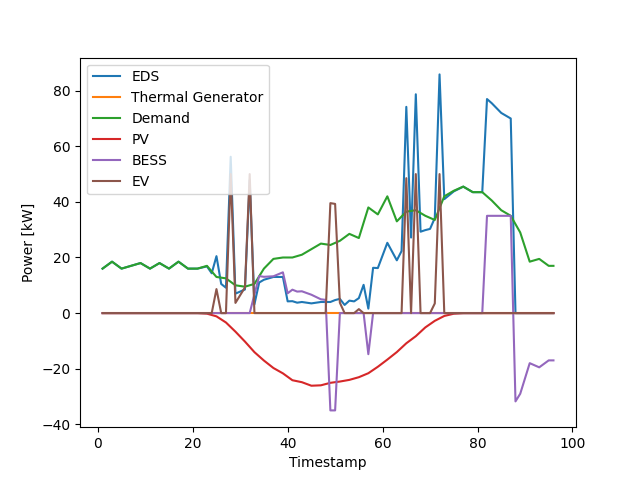 EDS
Thermal Generator
Demand
PV
BESS
EV
Power [kW]
80
60
40
20
0
−20
−40
0 20 40 60 80 100
Timestamp